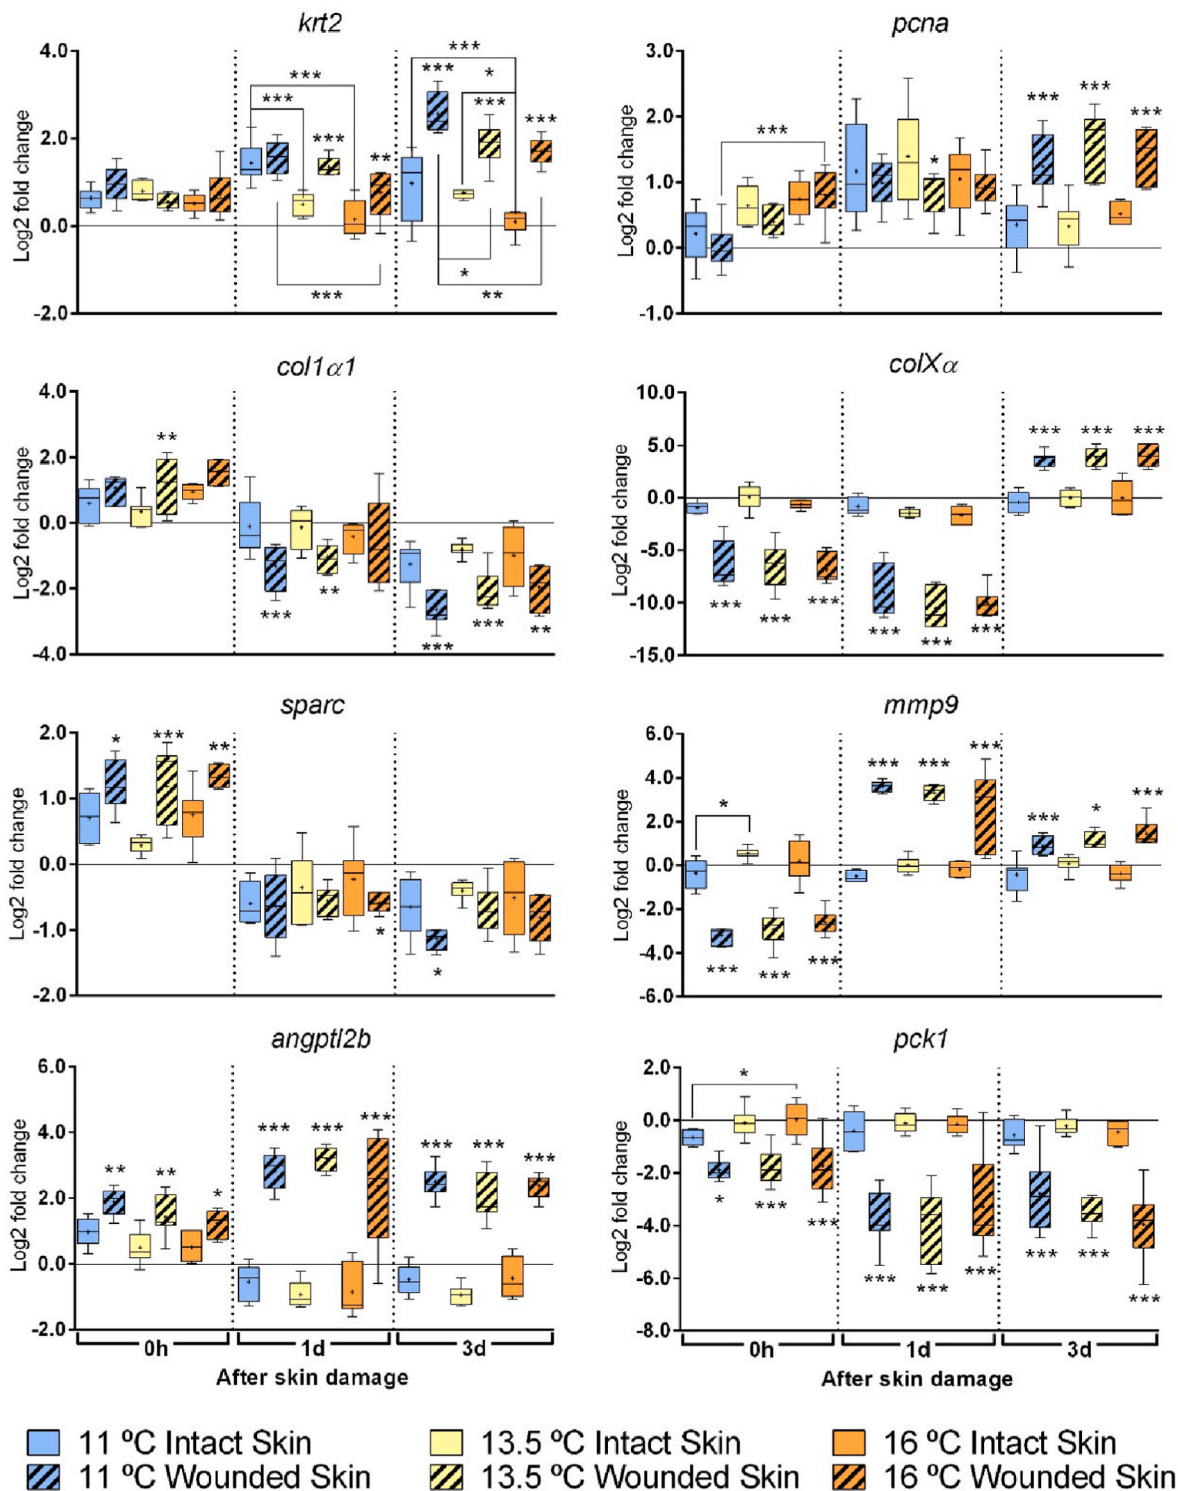 krt2
Log2 fold change
4.0
2.0
0.0
-2.0
*** *** *** ** *** *** *** * *** *** * **
pcna
Log2 fold change
3.0
2.0
1.0
0.0
-1.0
*** * *** *** ***
col1α1
Log2 fold change
4.0
2.0
0.0
-2.0
-4.0
** *** ** *** *** **
colXα
Log2 fold change
10.0
5.0
0.0
-5.0
-10.0
-15.0
*** *** *** *** *** *** *** *** ***
sparc
Log2 fold change
2.0
1.0
0.0
-1.0
-2.0
* *** ** * *
mmp9
Log2 fold change
6.0
4.0
2.0
0.0
-2.0
-4.0
-6.0
* *** *** *** *** *** *** *** * ***
angptl2b
Log2 fold change
6.0
4.0
2.0
0.0
-2.0
** ** * *** *** *** *** *** ***
0h 1d 3d
After skin damage
pck1
Log2 fold change
2.0
0.0
-2.0
-4.0
-6.0
-8.0
* * *** *** *** *** *** *** *** ***
0h 1d 3d
After skin damage
11 ºC Intact Skin
13.5 ºC Intact Skin
16 ºC Intact Skin
11 ºC Wounded Skin
13.5 ºC Wounded Skin
16 ºC Wounded Skin